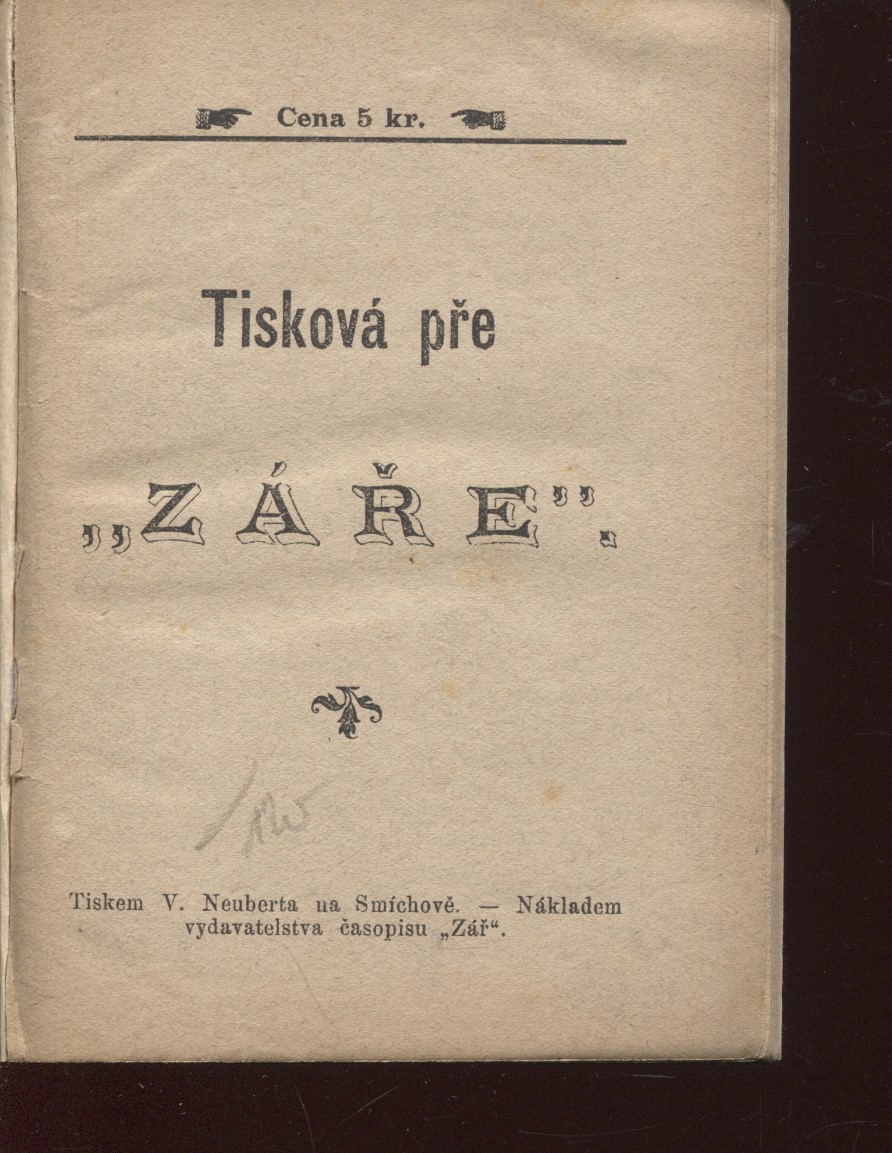 Cena 5 kr.
Tisková pře
„ZÁŘE”.
Tiskem V. Neuberta na Smíchově. — Nákladem
vydavatelstva časopisu „Zář“.